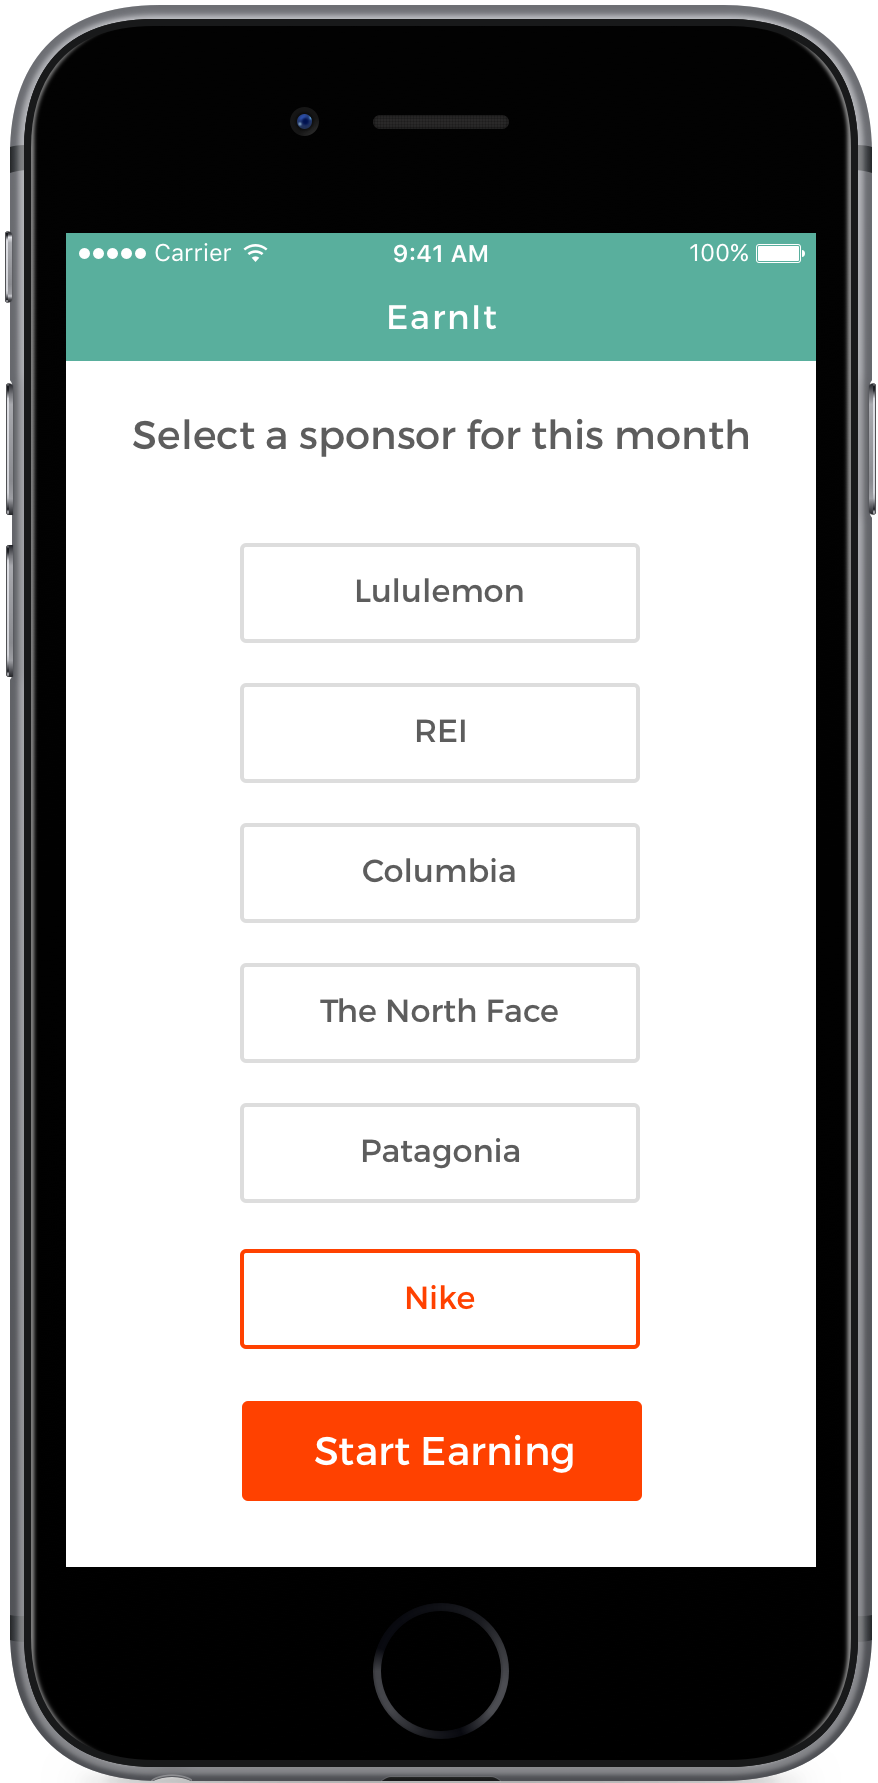 Carrier 9:41 AM 100%
EarnIt
Select a sponsor for this month
Lululemon
REI
Columbia
The North Face
Patagonia
Nike
Start Earning